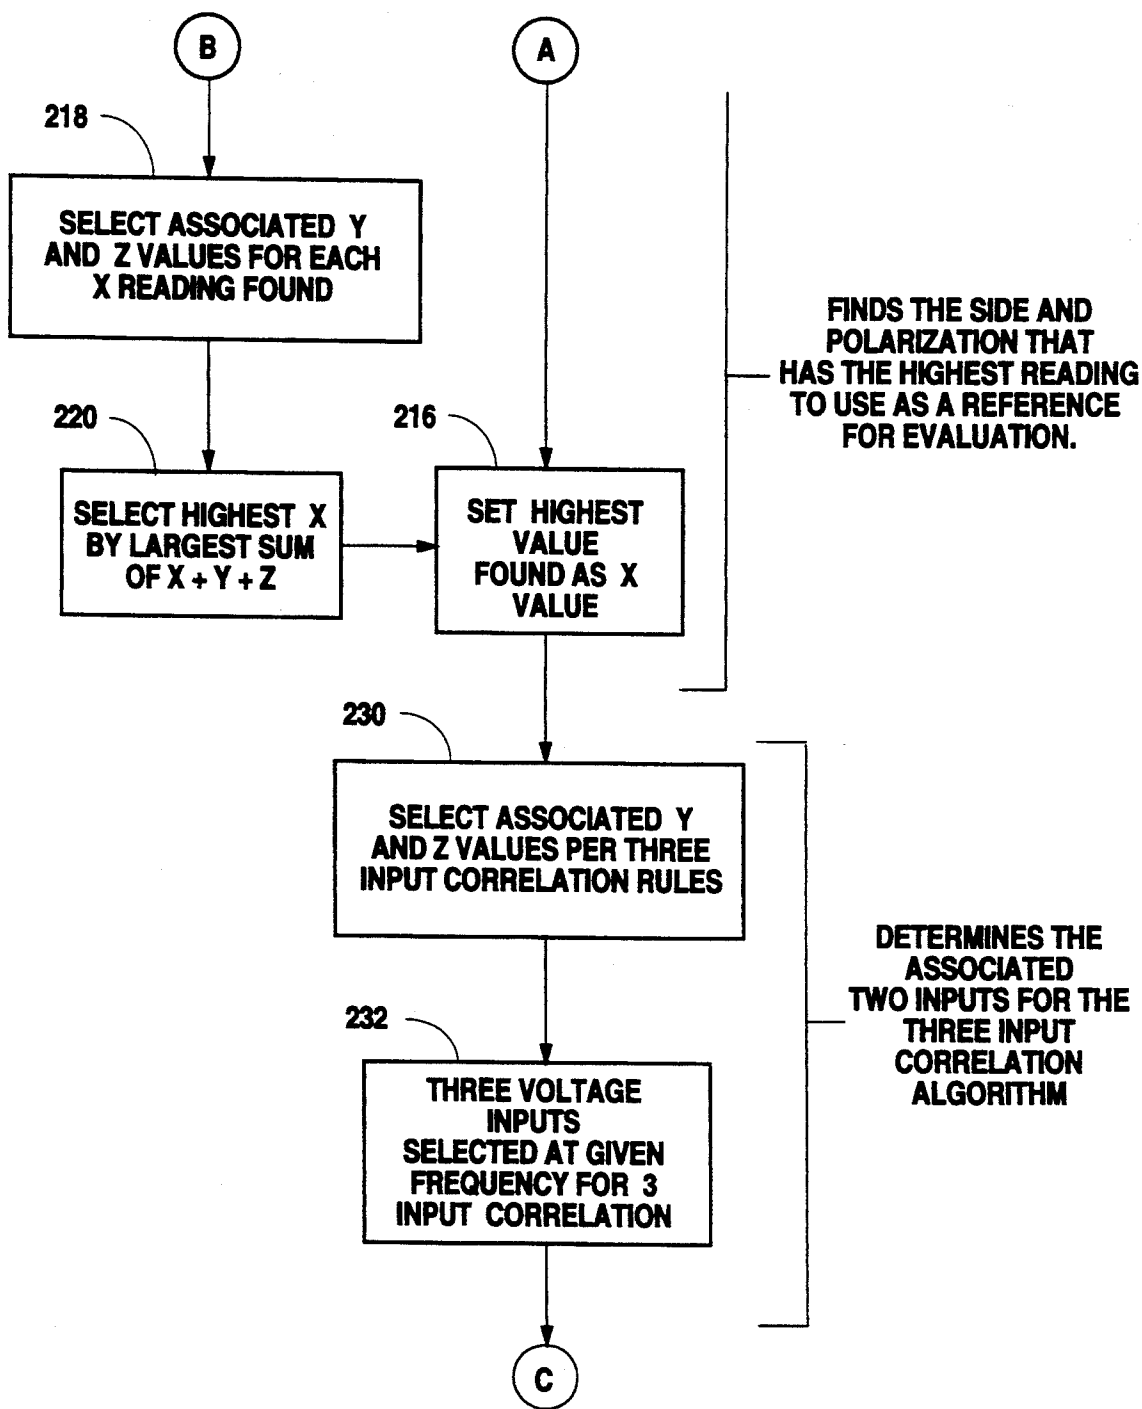 B
A
218
SELECT ASSOCIATED Y
AND Z VALUES FOR EACH
X READING FOUND
FINDS THE SIDE AND
POLARIZATION THAT
HAS THE HIGHEST READING
TO USE AS A REFERENCE
FOR EVALUATION.
220
SELECT HIGHEST X
BY LARGEST SUM
OF X + Y + Z
216
SET HIGHEST
VALUE
FOUND AS X
VALUE
230
SELECT ASSOCIATED Y
AND Z VALUES PER THREE
INPUT CORRELATION RULES
DETERMINES THE
ASSOCIATED
TWO INPUTS FOR THE
THREE INPUT
CORRELATION
ALGORITHM
232
THREE VOLTAGE
INPUTS
SELECTED AT GIVEN
FREQUENCY FOR 3
INPUT CORRELATION
C